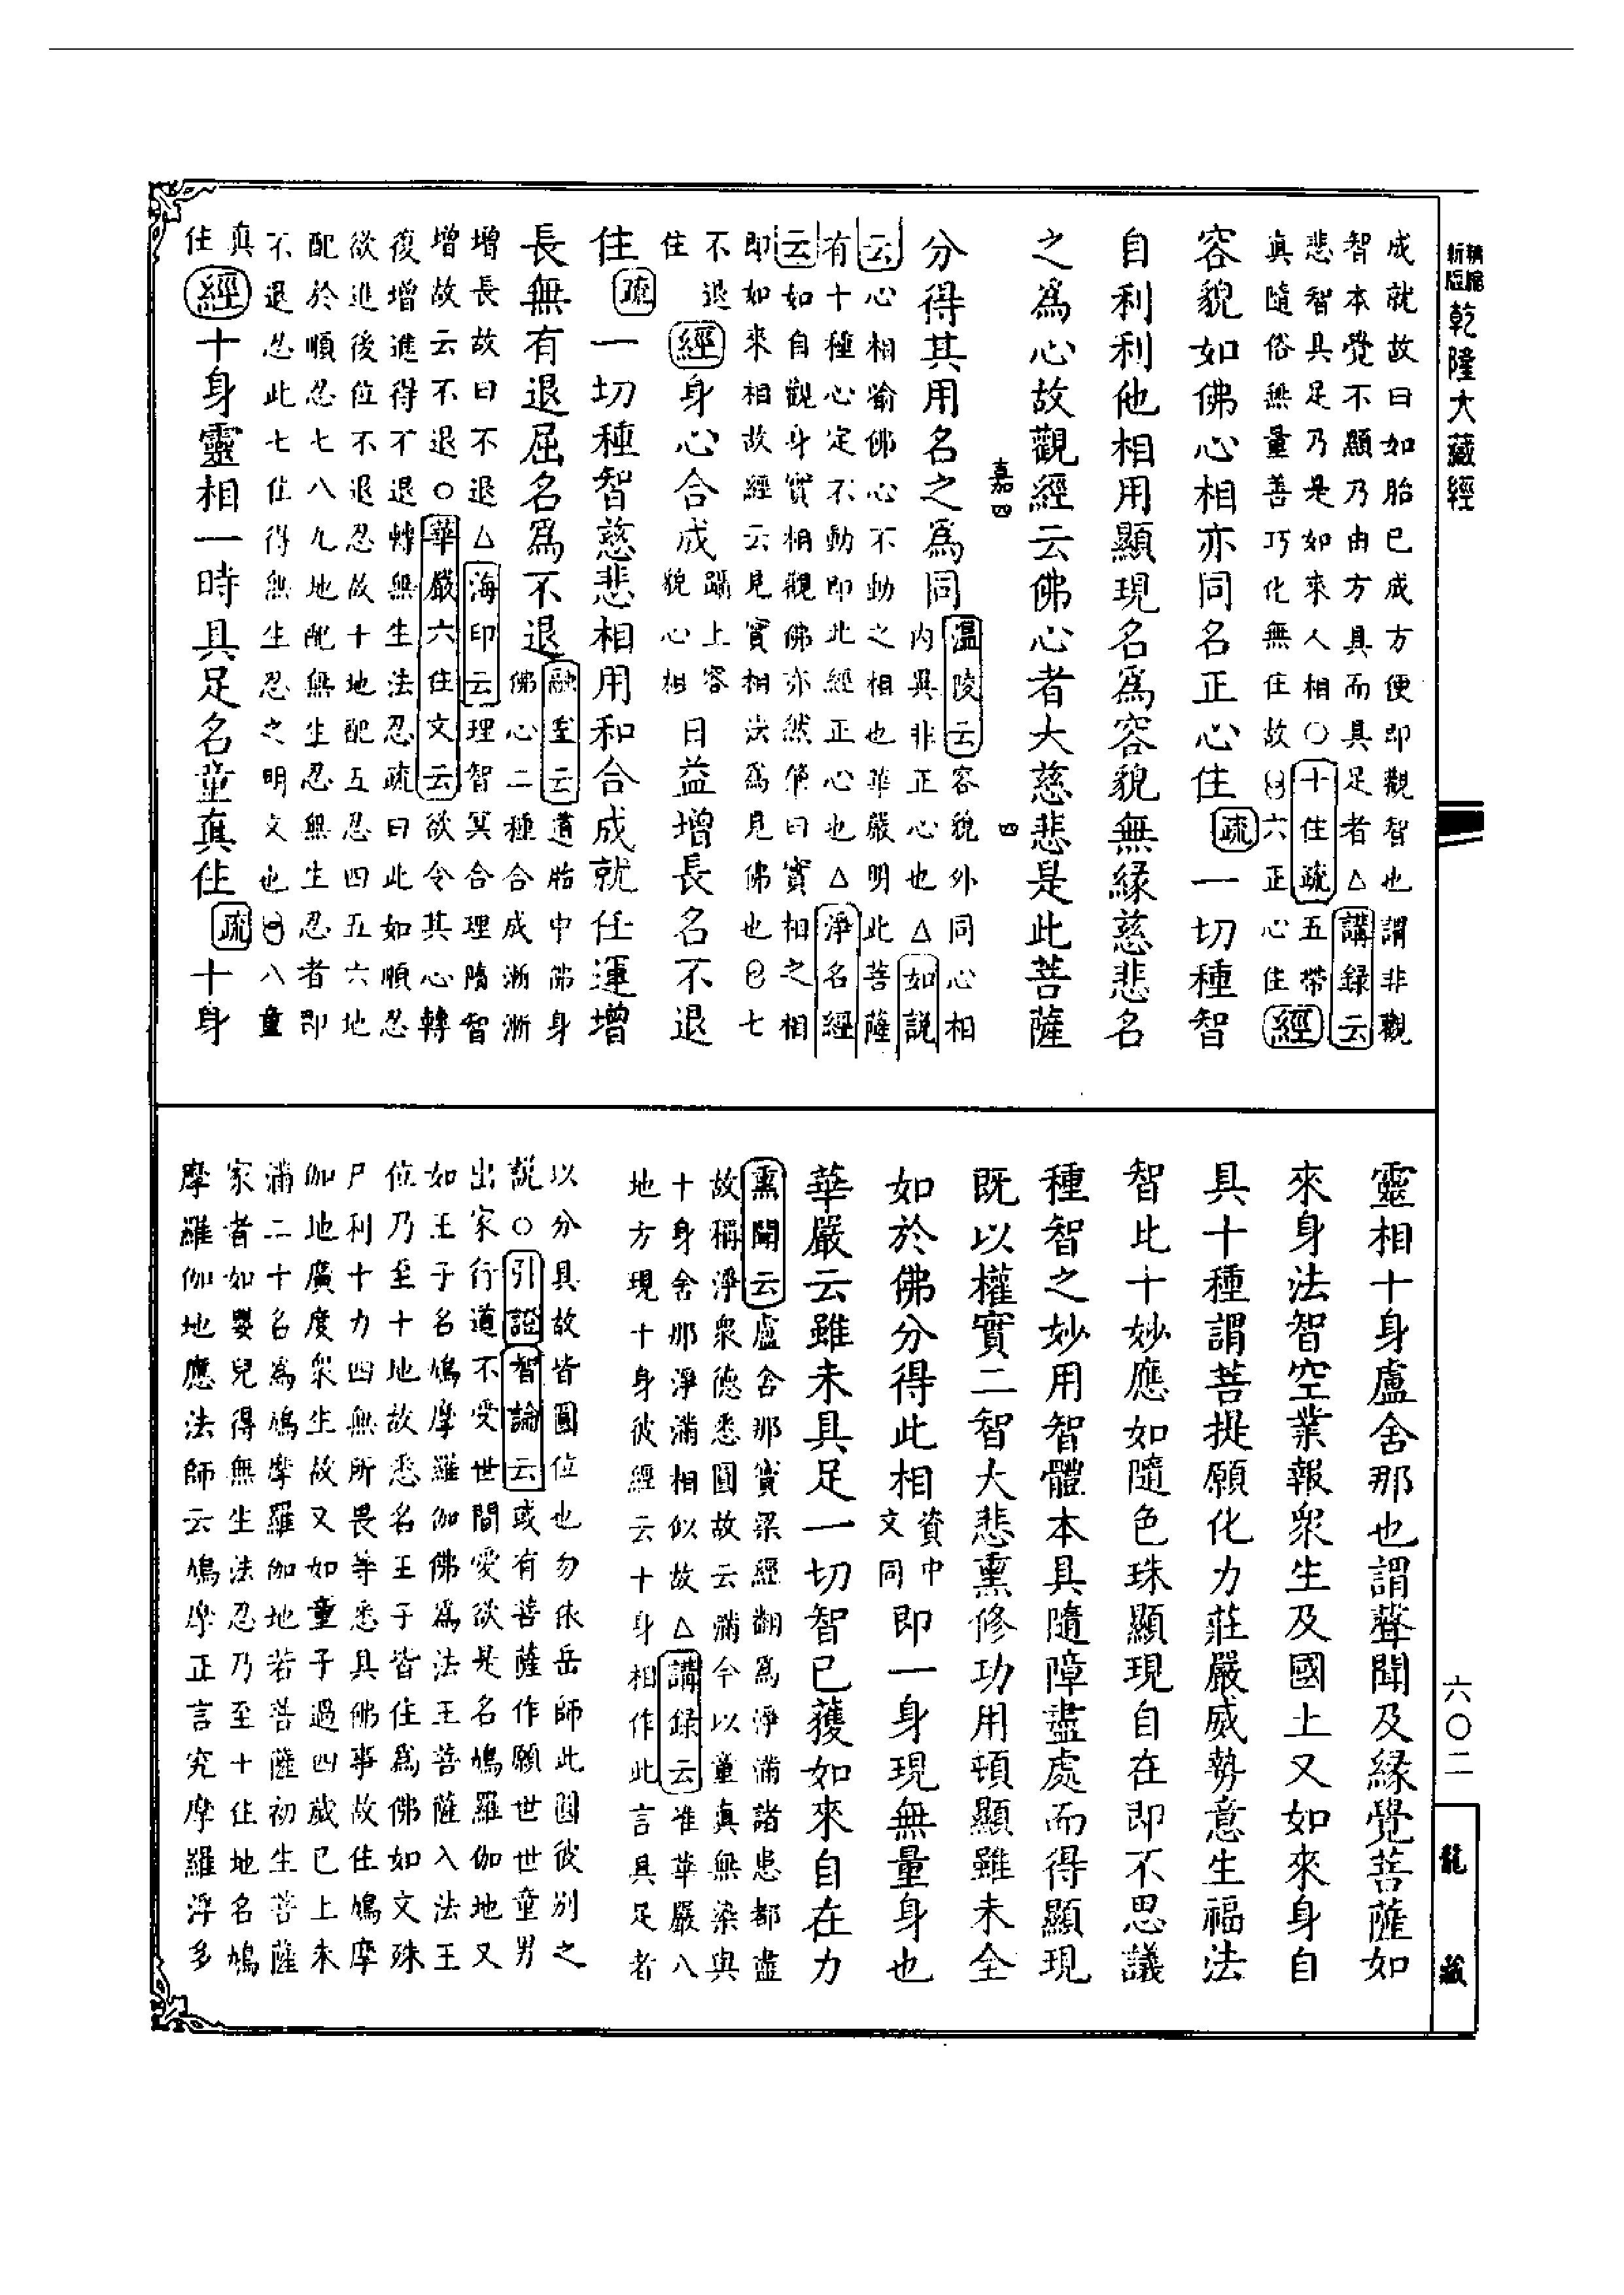 乾隆大藏經
成就故曰如胎已成方便即觀智也謂非觀
智本覺不顯乃由方具而具足者△講録云
悲智具足乃是如來人相○十住疏五帶
真隨俗無量善巧化無住故㊅六正心住經
容貌如佛心相亦同名正心住疏一切種智
自利利他相用顯現名爲容貌無緣慈悲名
之爲心故觀經云佛心者大慈悲是此菩薩
嘉四 四
分得其用名之爲同溫陵云容貌外同心相
內異非正心也△如說
云心相喻佛心不動之相也華嚴明此菩薩
有十種心定不動即此經正心也△淨名經
云如自觀身實相觀佛亦然肇曰實相之相
即如來相故經云見實相法爲見佛也㊀七
不退
住
經身心合成躡上容
貌心相日益增長名不退
住疏一切種智慈悲相用和合成就任運增
長無有退屈名爲不退融室云道胎中佛身
佛心二種合成漸漸
增長故曰不退△海印云理智冥合理隋智
增故云不退○華嚴六住文云欲令其心轉
復增進得不退轉無生法忍疏曰此如順忍
欲進後位不退忍故十地配五忍四五六地
配於順忍七八九地配無生忍無生忍者即
不退忍此七住得無生忍之明文也㊀八童
真
住
經十身靈相一時具足名童真住疏十身
靈相十身盧舍那也謂聲聞及緣覺菩薩如
來身法智空業報衆生及國土又如來身自
具十種謂菩提願化力莊嚴威勢意生福法
智此十妙應如隨色珠顯現自在即不思議
種智之妙用智體本具隨障盡處而得顯現
既以權實二智大悲熏修功用頓顯雖未全
如於佛分得此相資中
文同即一身現無量身也
華嚴云雖未具足一切智已獲如來自在力
熏聞云盧舍那寶梁經翻爲淨滿諸患都盡
故稱淨衆德悉圓故云滿今以童真無染與
十身舍那淨滿相似故△講録云准華嚴八
地方現十身彼經云十身相作此言具足者
以分具故皆圓位也勿依岳師此圓彼別之
說○引證智論云或有菩薩作願世世童男
出家行道不受世間愛欲是名鳩羅伽地又
如王子名鳩摩羅伽佛爲法王菩薩入法王
位乃至十地故悉名王子皆住爲佛如文殊
尸利十力四無所畏等悉具佛事故住鳩摩
伽地廣度衆生故又如童子過四歲已上未
滿二十名爲鳩摩羅伽地若菩薩初生菩薩
家者如嬰兒得無生法忍乃至十住地名鳩
摩羅伽地應法師云鳩摩正言究摩羅浮多
六〇二
龍藏